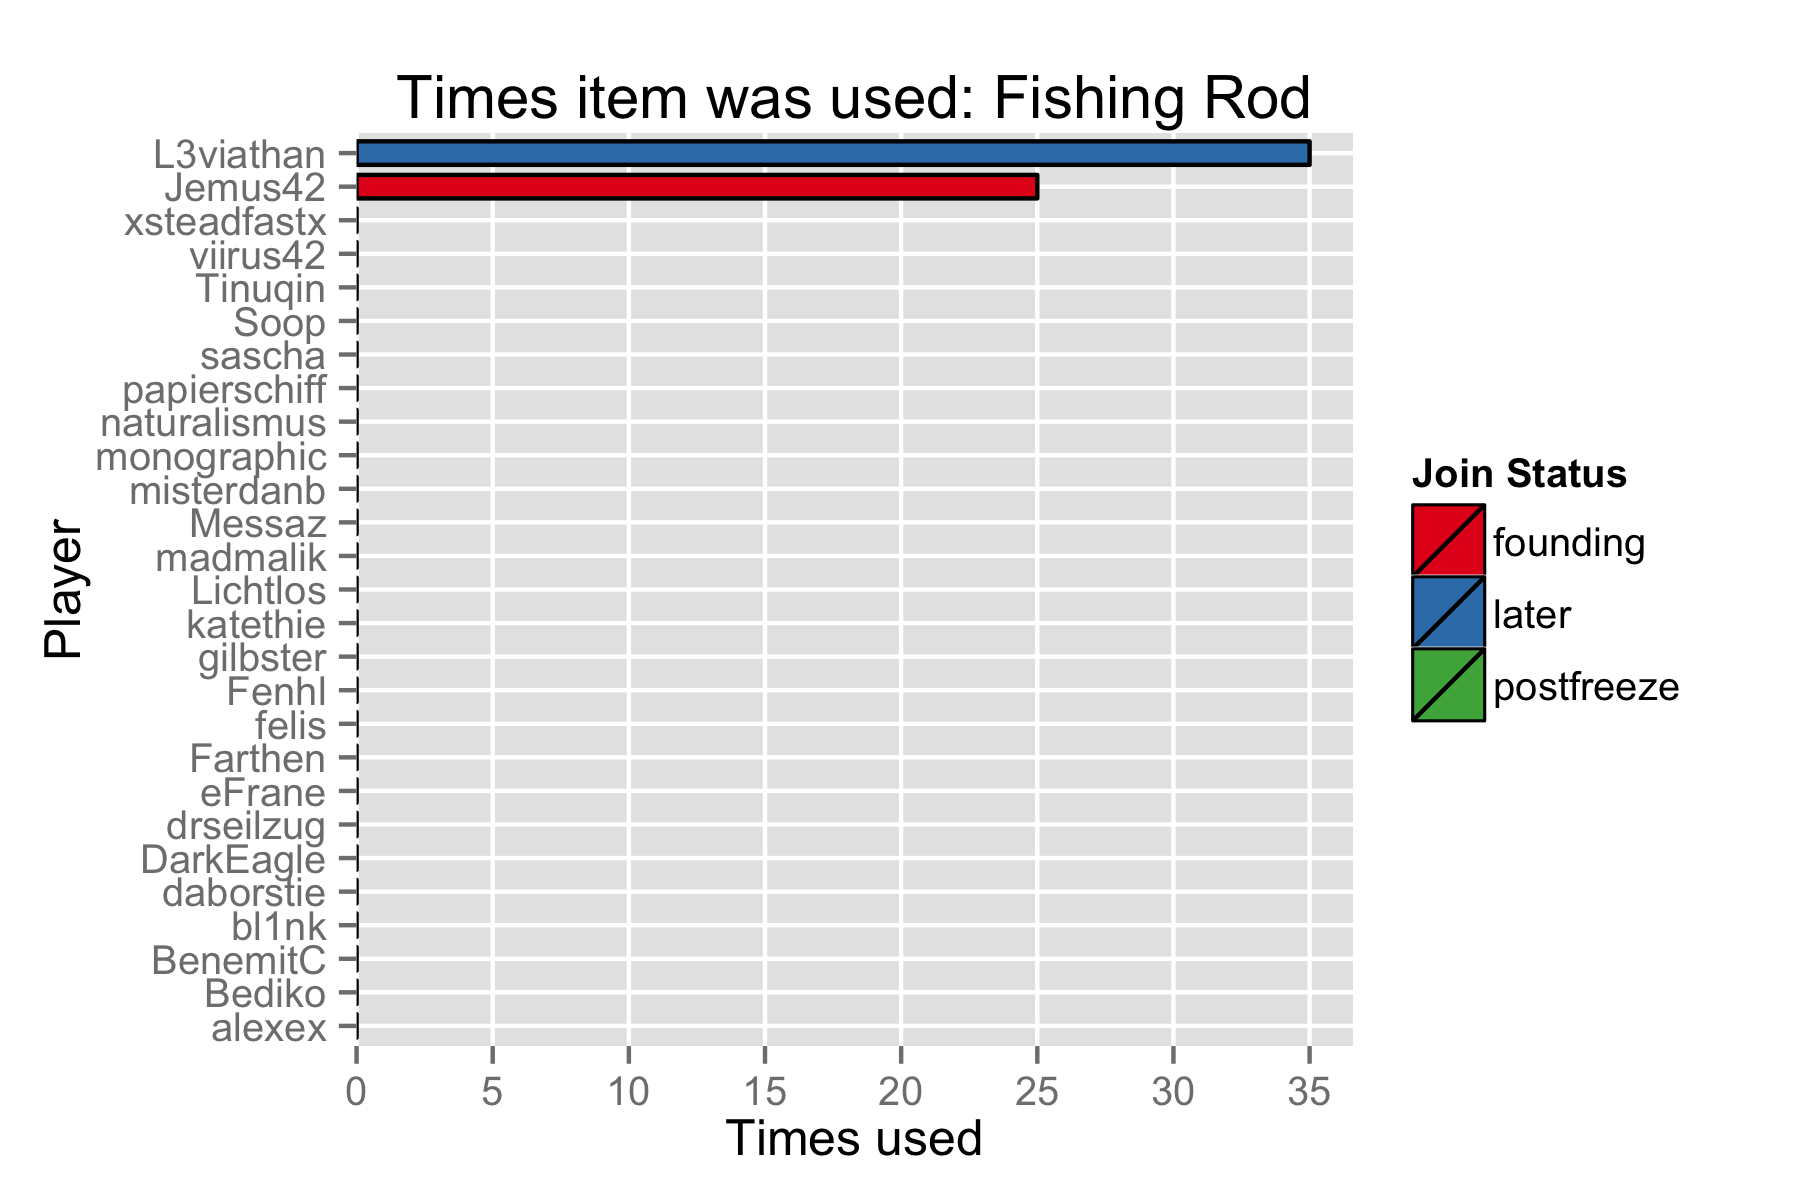 Times item was used: Fishing Rod
L3viathan
Jemus42
xsteadfastx
viirus42
Tinuqin
Soop
sascha
papierschiff
naturalismus
monographic
misterdanb
Messaz
madmalik
Lichtlos
katethie
gilbster
Fenhl
felis
Farthen
eFrane
drseilzug
DarkEagle
daborstie
bl1nk
BenemitC
Bediko
alexex
Player
0 5 10 15 20 25 30 35
Times used
Join Status
founding
later
postfreeze